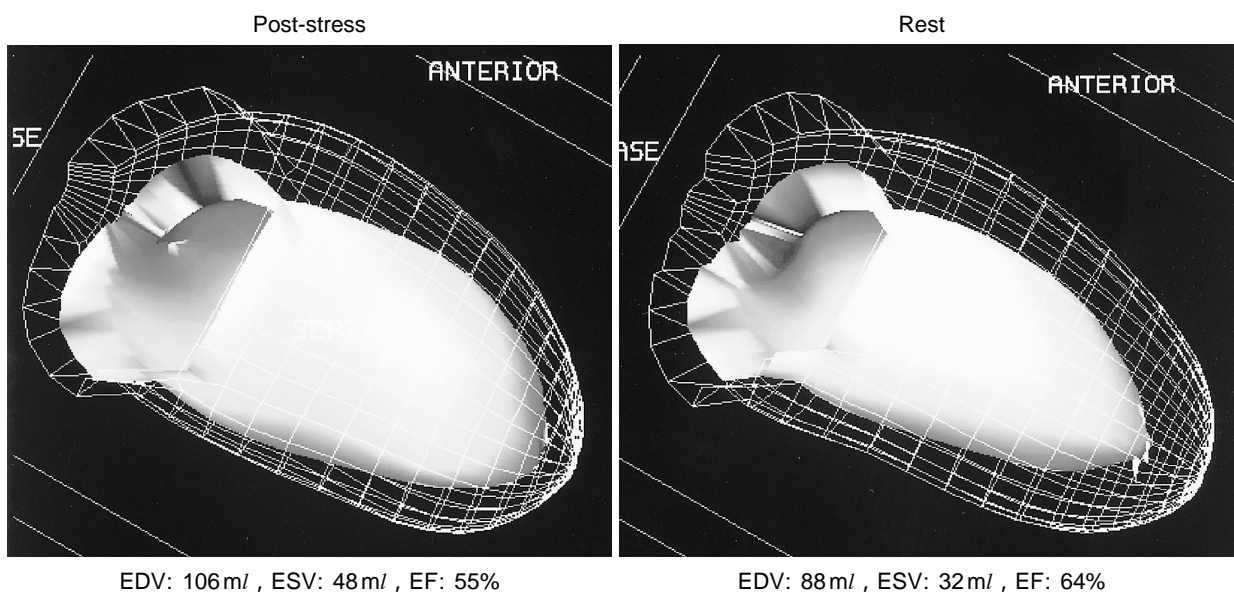 Post-stress
Rest
ANTERIOR
SE
SEPT
ANTERIOR
ASE
EDV: 106 ml , ESV: 48 ml , EF: 55%
EDV: 88 ml , ESV: 32 ml , EF: 64%